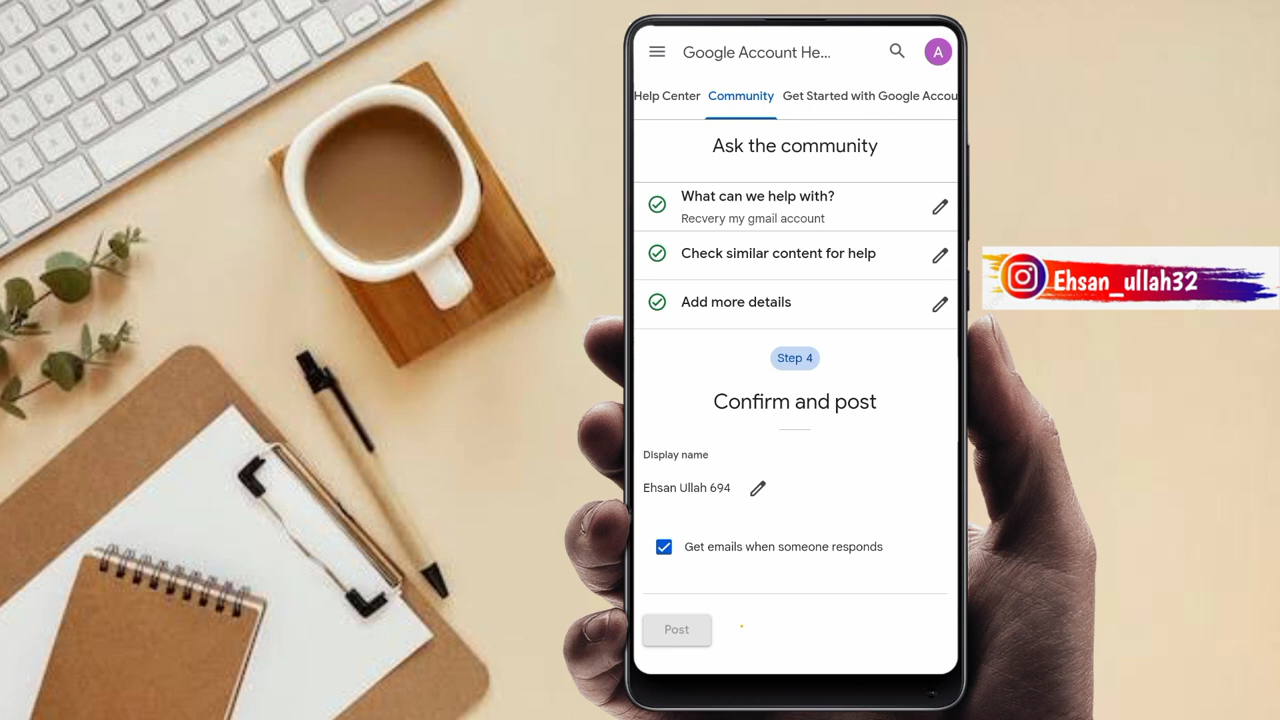 Google Account He...
A
Help Center Community Get Started with Google Accou
Ask the community
What can we help with?
Recvery my gmail account
Check similar content for help
Add more details
Step 4
Confirm and post
Display name
Ehsan Ullah 694
Get emails when someone responds
Post
Ehsan_ullah32